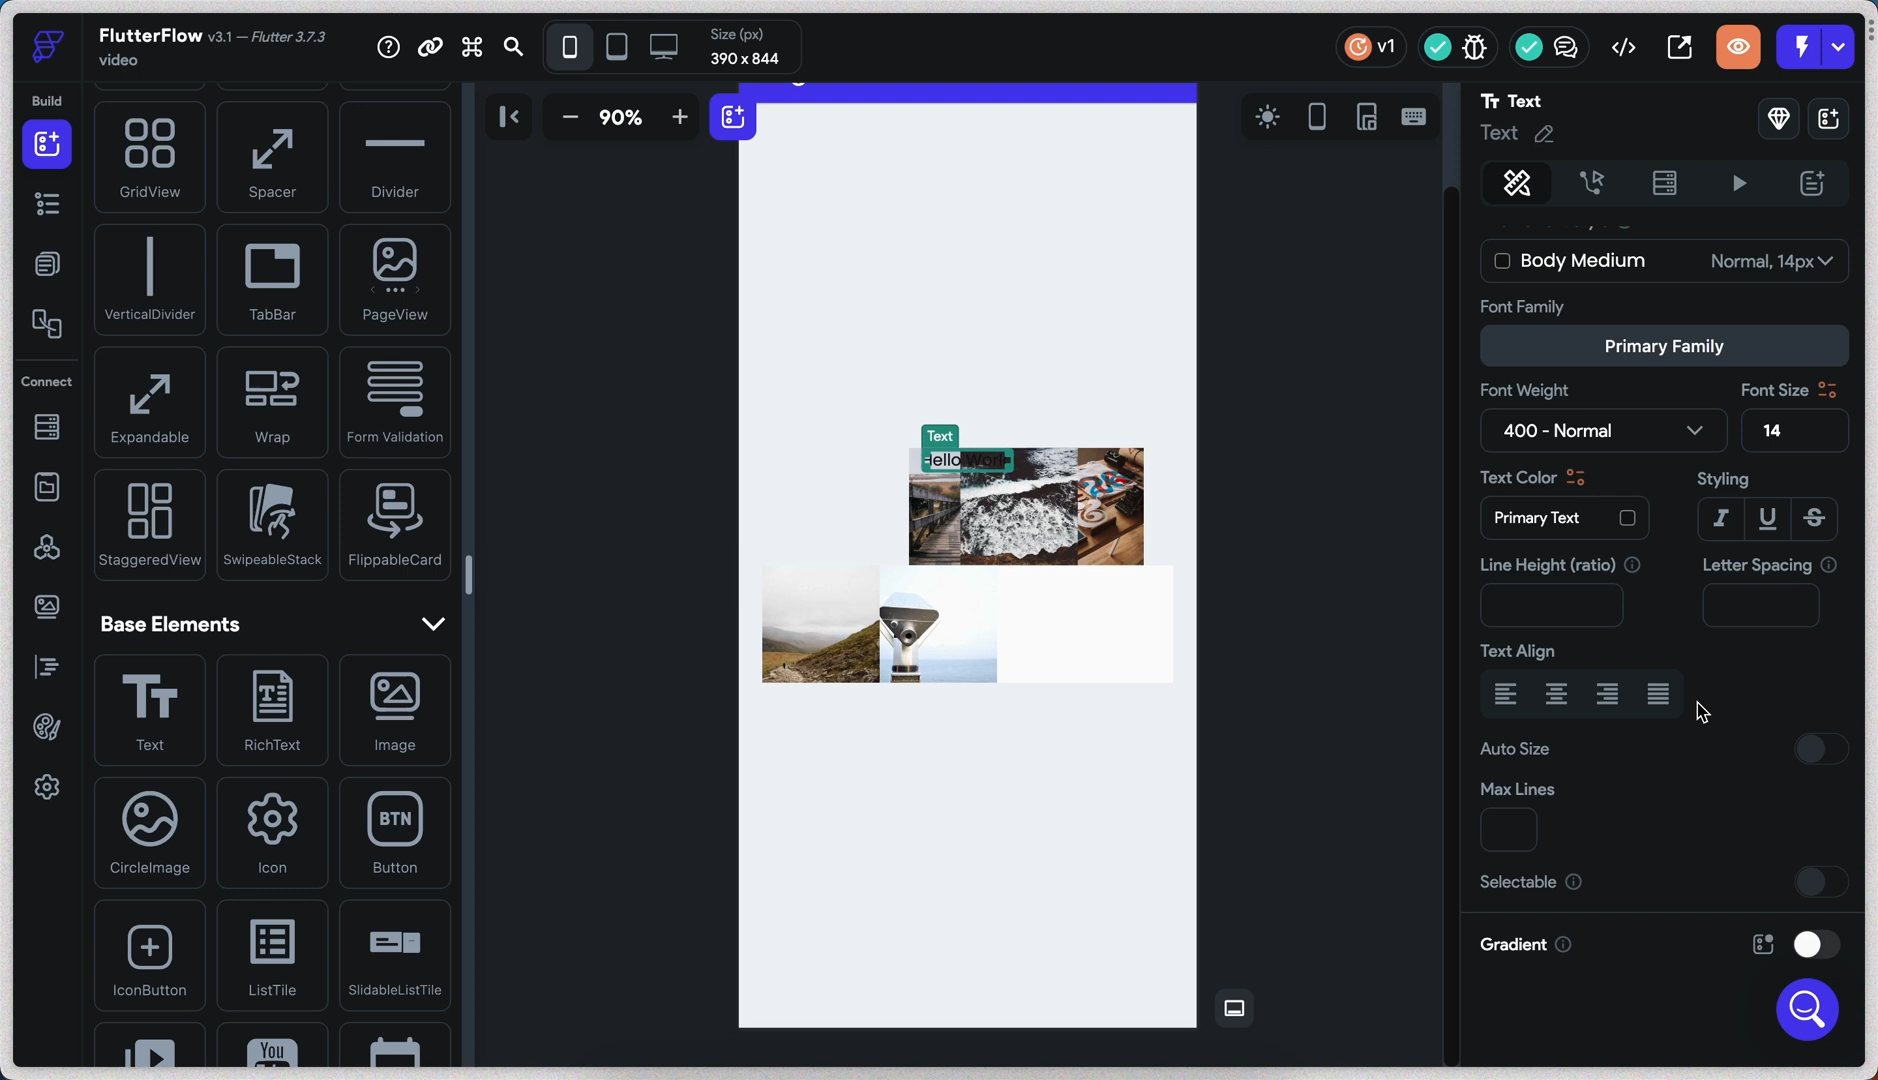 FlutterFlow v3.1 — Flutter 3.7.3
video
Size (px)
390 x 844
v1
Build
Connect
GridView
Spacer
Divider
VerticalDivider
TabBar
PageView
Expandable
Wrap
Form Validation
StaggeredView
SwipeableStack
FlippableCard
Base Elements
Text
RichText
Image
CircleImage
BTN
Icon
Button
IconButton
ListTile
SlidableListTile
You
90%
Text
Text
Text
Body Medium
Normal, 14px
Font Family
Primary Family
Font Weight
Font Size
400 - Normal
14
Text Color
Styling
Primary Text
Line Height (ratio)
Letter Spacing
Text Align
Auto Size
Max Lines
Selectable
Gradient